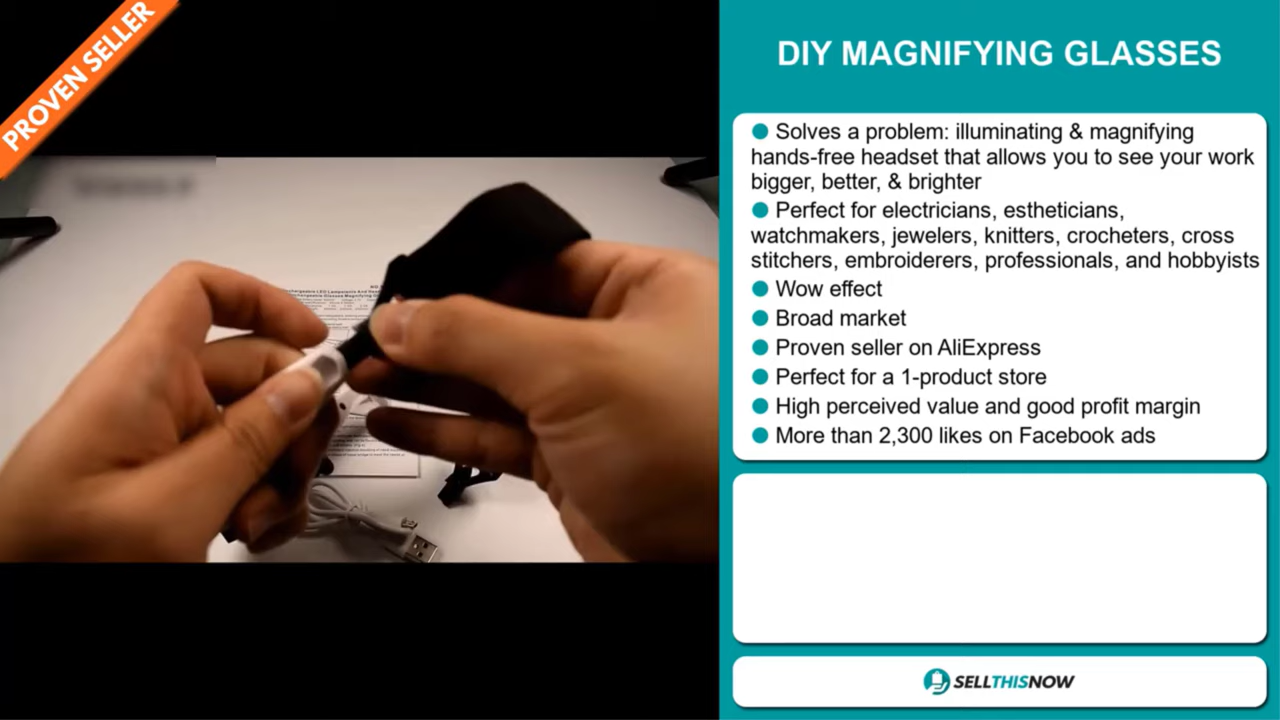 PROVEN SELLER
DIY MAGNIFYING GLASSES
● Solves a problem: illuminating & magnifying
hands-free headset that allows you to see your work
bigger, better, & brighter
● Perfect for electricians, estheticians,
watchmakers, jewelers, knitters, crocheters, cross
stitchers, embroiderers, professionals, and hobbyists
● Wow effect
● Broad market
● Proven seller on AliExpress
● Perfect for a 1-product store
● High perceived value and good profit margin
● More than 2,300 likes on Facebook ads
SELLTHISNOW